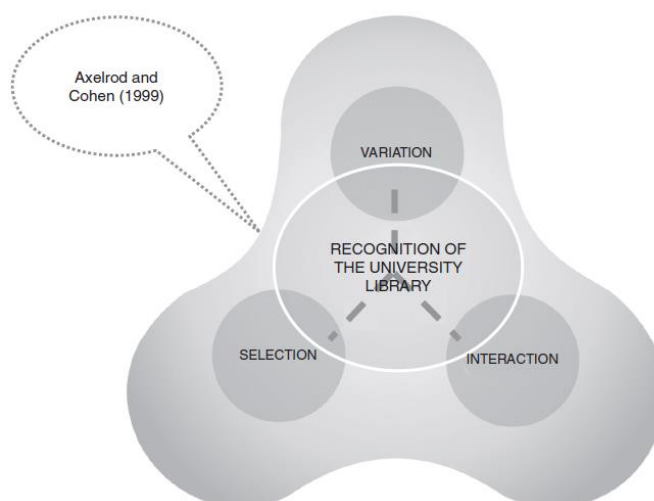 Axelrod and
Cohen (1999)
VARIATION
RECOGNITION OF
THE UNIVERSITY
LIBRARY
SELECTION
INTERACTION